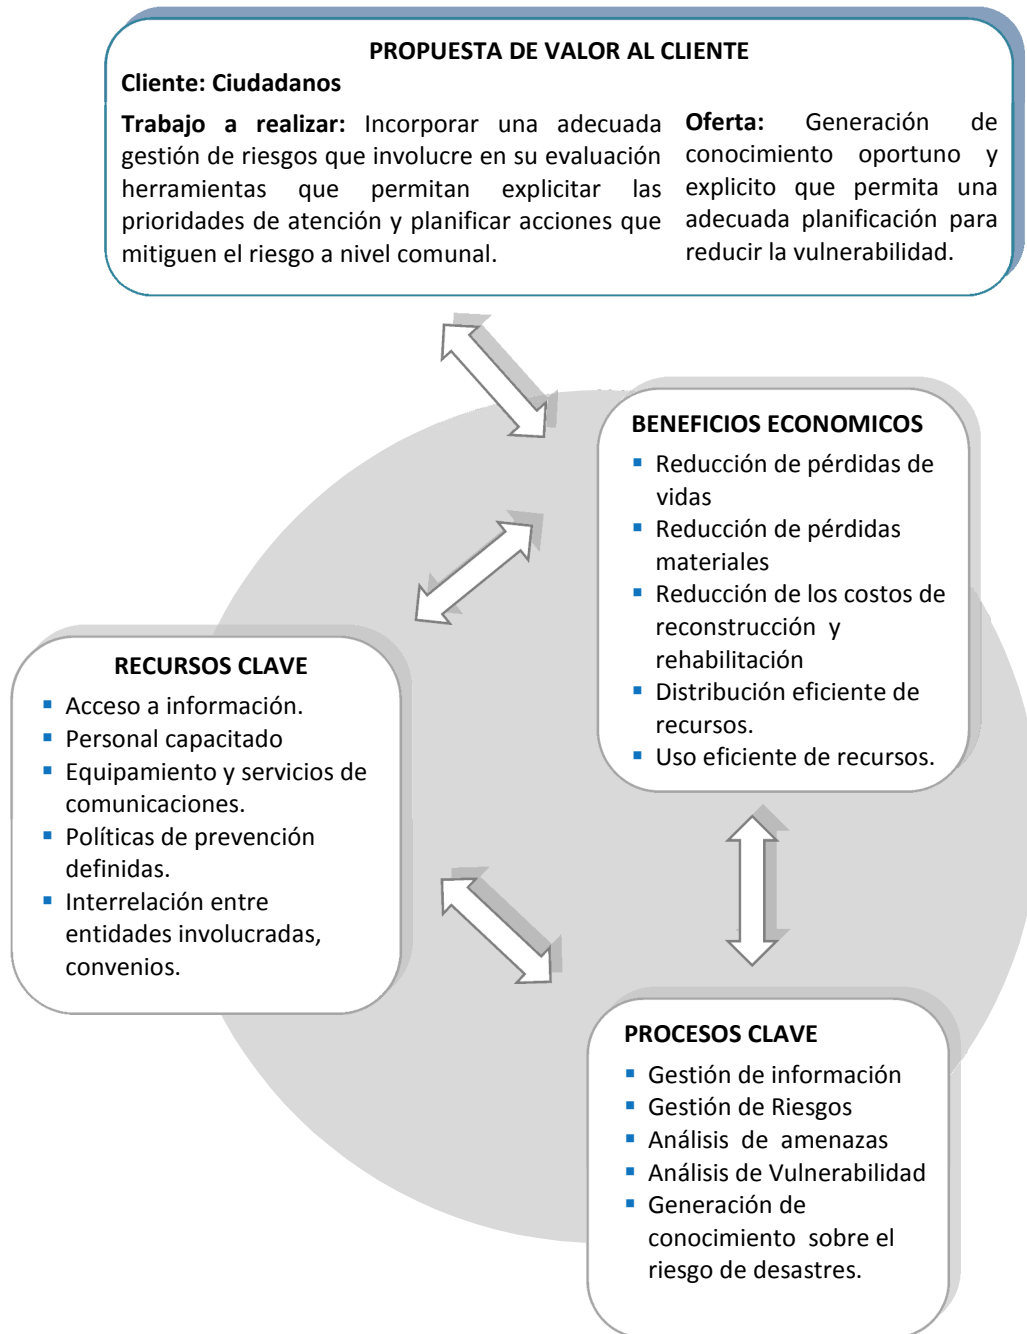 PROPUESTA DE VALOR AL CLIENTE
Cliente: Ciudadanos
Trabajo a realizar: Incorporar una adecuada
gestión de riesgos que involucre en su evaluación
herramientas que permitan explicitar las
prioridades de atención y planificar acciones que
mitiguen el riesgo a nivel comunal.
Oferta: Generación de
conocimiento oportuno y
explicito que permita una
adecuada planificación para
reducir la vulnerabilidad.
BENEFICIOS ECONOMICOS
▪ Reducción de pérdidas de
vidas
▪ Reducción de pérdidas
materiales
▪ Reducción de los costos de
reconstrucción y
rehabilitación
▪ Distribución eficiente de
recursos.
▪ Uso eficiente de recursos.
RECURSOS CLAVE
▪ Acceso a información.
▪ Personal capacitado
▪ Equipamiento y servicios de
comunicaciones.
▪ Políticas de prevención
definidas.
▪ Interrelación entre
entidades involucradas,
convenios.
PROCESOS CLAVE
▪ Gestión de información
▪ Gestión de Riesgos
▪ Análisis de amenazas
▪ Análisis de Vulnerabilidad
▪ Generación de
conocimiento sobre el
riesgo de desastres.